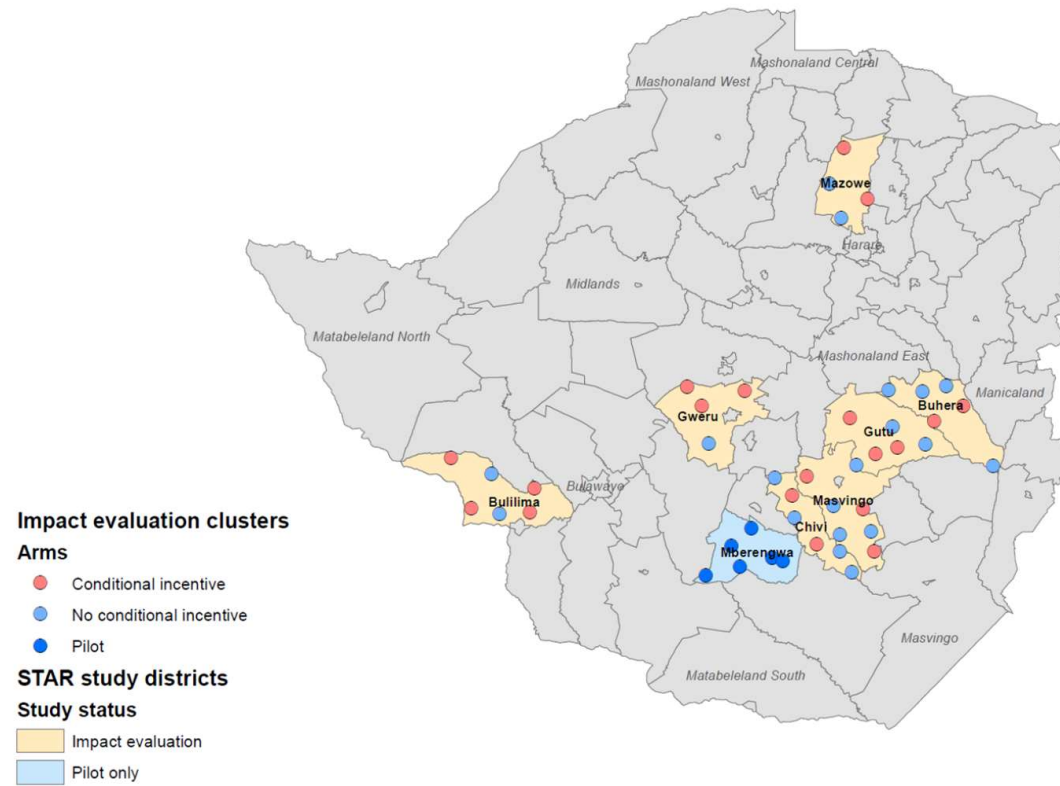 Mashonaland Central
Mashonaland West
Mazowe
Harare
Midlands
Matabeleland North
Mashonaland East
Manicaland
Buhera
Gweru
Gutu
Bulawayo
Bulilima
Masvingo
Chivi
Mberengwa
Masvingo
Matabeleland South
Impact evaluation clusters
Arms
Conditional incentive
No conditional incentive
Pilot
STAR study districts
Study status
Impact evaluation
Pilot only